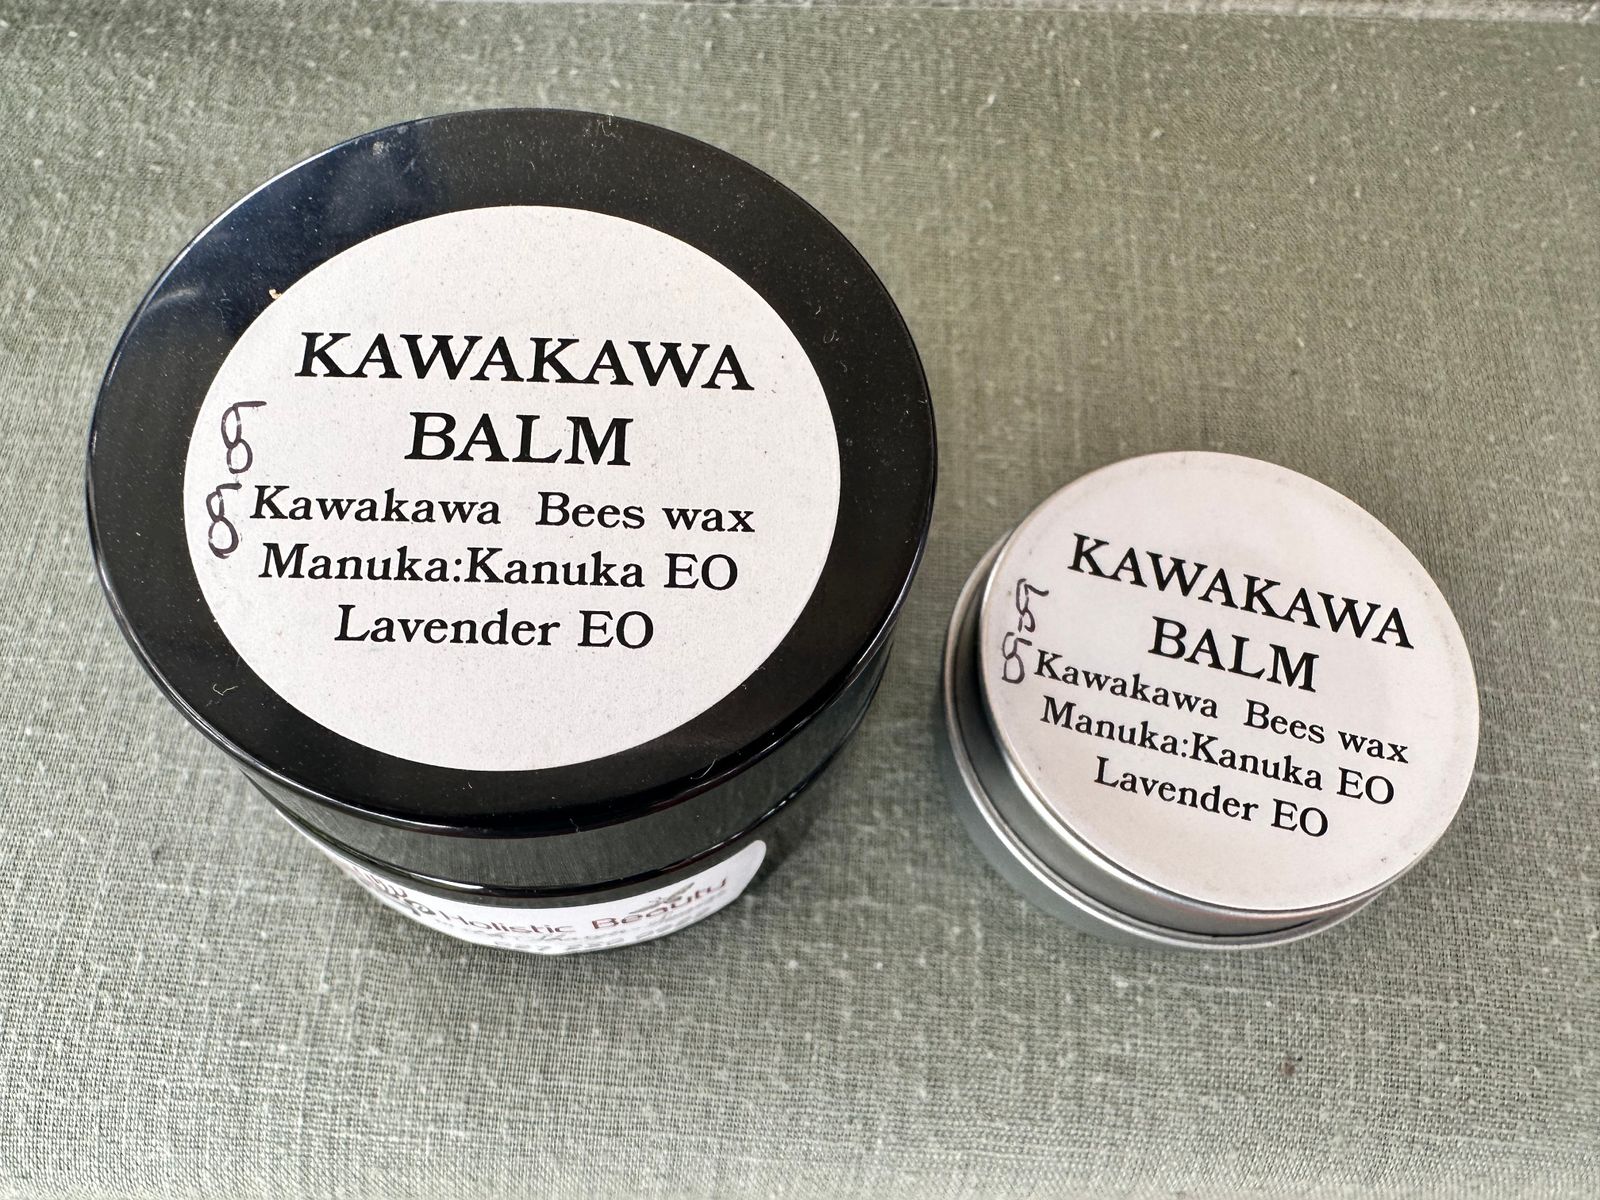 KAWAKAWA
BALM
Kawakawa Bees wax
Manuka:Kanuka EO
Lavender EO
Holistic Beauty
KAWAKAWA
BALM
Kawakawa Bees wax
Manuka:Kanuka EO
Lavender EO